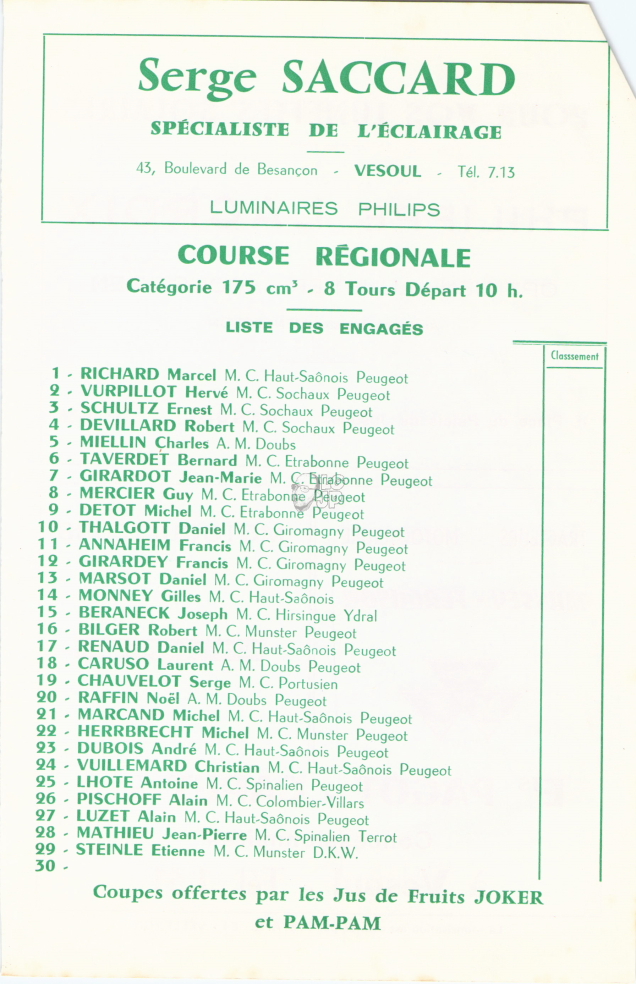 Serge SACCARD
SPÉCIALISTE DE L'ÉCLAIRAGE
43, Boulevard de Besançon - VESOUL - Tél. 7.13
LUMINAIRES PHILIPS
COURSE RÉGIONALE
Catégorie 175 cm³ - 8 Tours Départ 10 h.
LISTE DES ENGAGÉS
Classsement
1 - RICHARD Marcel M. C. Haut-Saônois Peugeot
2 - VURPILLOT Hervé M. C. Sochaux Peugeot
3 - SCHULTZ Ernest M. C. Sochaux Peugeot
4 - DEVILLARD Robert M. C. Sochaux Peugeot
5 - MIELLIN Charles A. M. Doubs
6 - TAVERDET Bernard M. C. Etrabonne Peugeot
7 - GIRARDOT Jean-Marie M. C. Etrabonne Peugeot
8 - MERCIER Guy M. C. Etrabonne Peugeot
9 - DETOT Michel M. C. Etrabonne Peugeot
10 - THALGOTT Daniel M. C. Giromagny Peugeot
11 - ANNAHEIM Francis M. C. Giromagny Peugeot
12 - GIRARDEY Francis M. C. Giromagny Peugeot
13 - MARSOT Daniel M. C. Giromagny Peugeot
14 - MONNEY Gilles M. C. Haut-Saônois
15 - BERANECK Joseph M. C. Hirsingue Ydral
16 - BILGER Robert M. C. Munster Peugeot
17 - RENAUD Daniel M. C. Haut-Saônois Peugeot
18 - CARUSO Laurent A. M. Doubs Peugeot
19 - CHAUVELOT Serge M. C. Portusien
20 - RAFFIN Noël A. M. Doubs Peugeot
21 - MARCAND Michel M. C. Haut-Saônois Peugeot
22 - HERRBRECHT Michel M. C. Munster Peugeot
23 - DUBOIS André M. C. Haut-Saônois Peugeot
24 - VUILLEMARD Christian M. C. Haut-Saônois Peugeot
25 - LHOTE Antoine M. C. Spinalien Peugeot
26 - PISCHOFF Alain M. C. Colombier-Villars
27 - LUZET Alain M. C. Haut-Saônois Peugeot
28 - MATHIEU Jean-Pierre M. C. Spinalien Terrot
29 - STEINLE Etienne M. C. Munster D.K.W.
30 -
Coupes offertes par les Jus de Fruits JOKER
et PAM-PAM